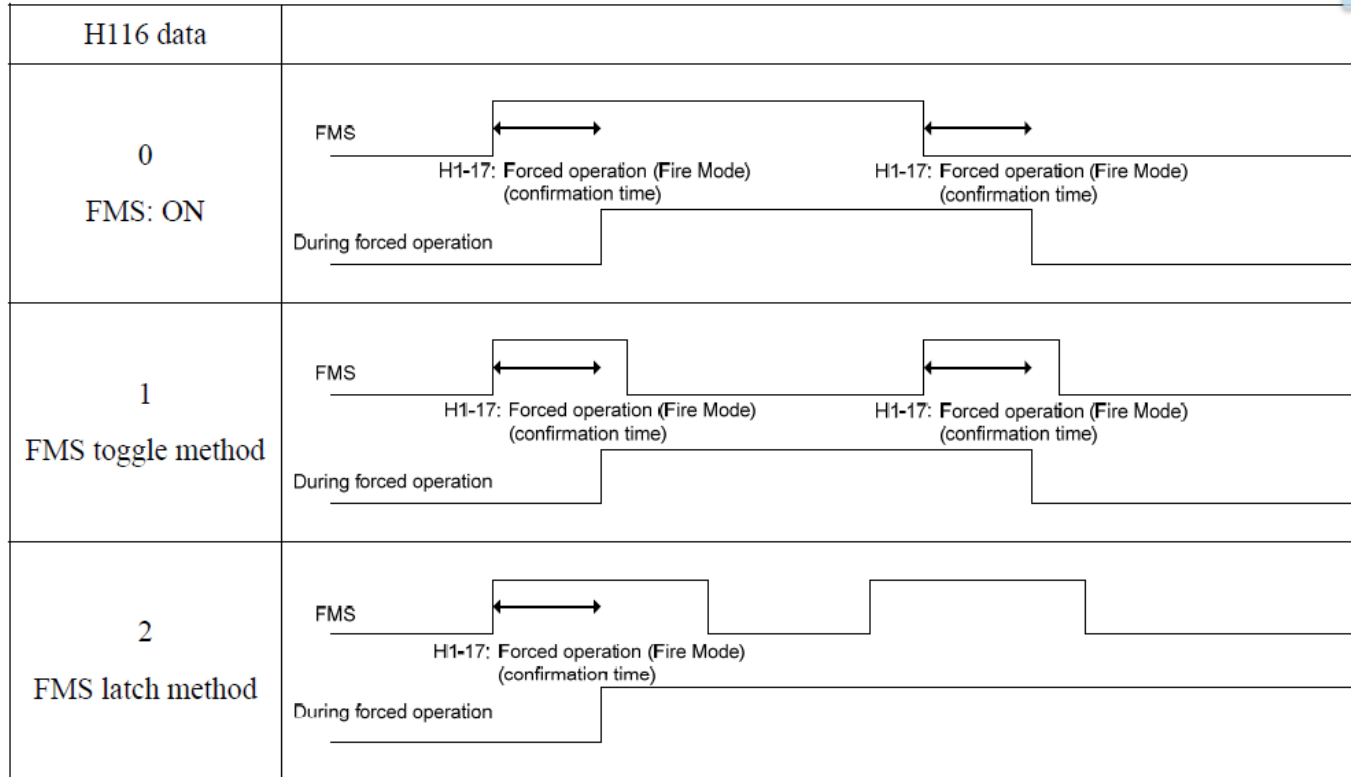 H116 data
0
FMS: ON
FMS
H1-17: Forced operation (Fire Mode)
(confirmation time)
H1-17: Forced operation (Fire Mode)
(confirmation time)
During forced operation
1
FMS toggle method
FMS
H1-17: Forced operation (Fire Mode)
(confirmation time)
H1-17: Forced operation (Fire Mode)
(confirmation time)
During forced operation
2
FMS latch method
FMS
H1-17: Forced operation (Fire Mode)
(confirmation time)
During forced operation